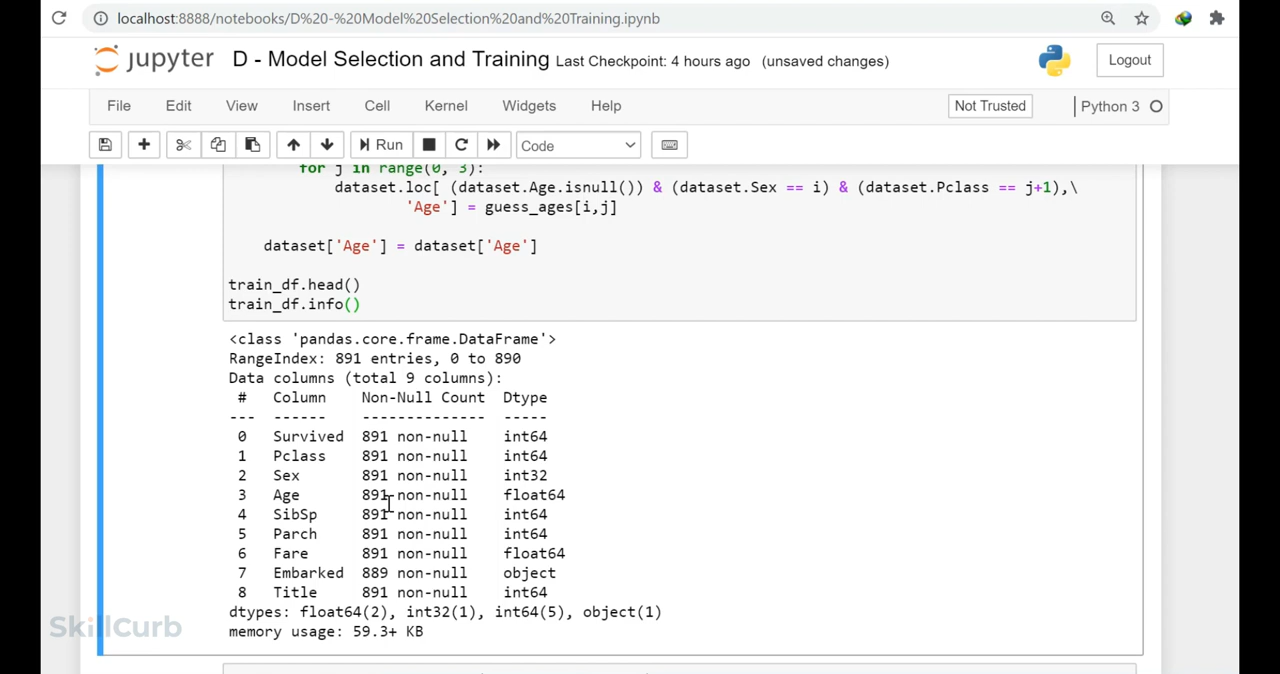 localhost:8888/notebooks/D%20-%20Model%20Selection%20and%20Training.ipynb
jupyter D - Model Selection and Training Last Checkpoint: 4 hours ago (unsaved changes) Logout
File Edit View Insert Cell Kernel Widgets Help Not Trusted Python 3
Run Code
for j in range(0, 3):
dataset.loc[ (dataset.Age.isnull()) & (dataset.Sex == i) & (dataset.Pclass == j+1),\
'Age'] = guess_ages[i,j]
dataset['Age'] = dataset['Age']
train_df.head()
train_df.info()
<class 'pandas.core.frame.DataFrame'>
RangeIndex: 891 entries, 0 to 890
Data columns (total 9 columns):
# Column Non-Null Count Dtype
--- ------ -------------- -----
0 Survived 891 non-null int64
1 Pclass 891 non-null int64
2 Sex 891 non-null int32
3 Age 891 non-null float64
4 SibSp 891 non-null int64
5 Parch 891 non-null int64
6 Fare 891 non-null float64
7 Embarked 889 non-null object
8 Title 891 non-null int64
dtypes: float64(2), int32(1), int64(5), object(1)
memory usage: 59.3+ KB
SkillCurb